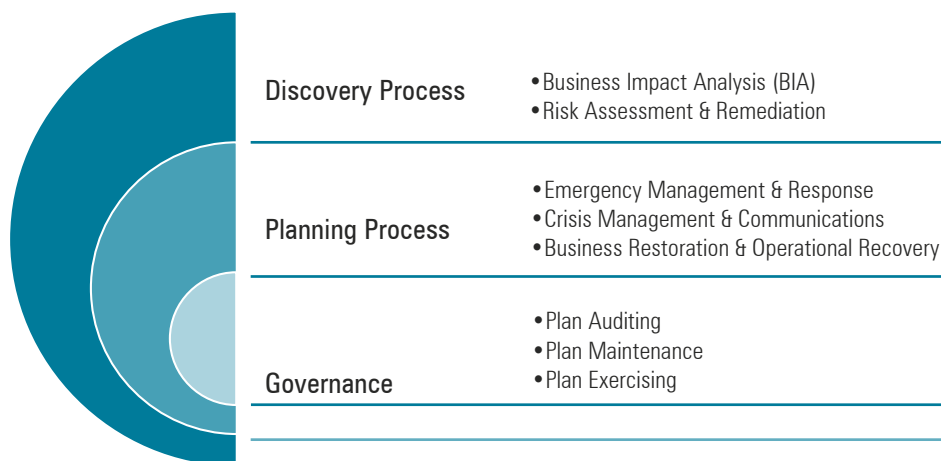 Discovery Process
•Business Impact Analysis (BIA)
•Risk Assessment & Remediation
Planning Process
•Emergency Management & Response
•Crisis Management & Communications
•Business Restoration & Operational Recovery
Governance
•Plan Auditing
•Plan Maintenance
•Plan Exercising